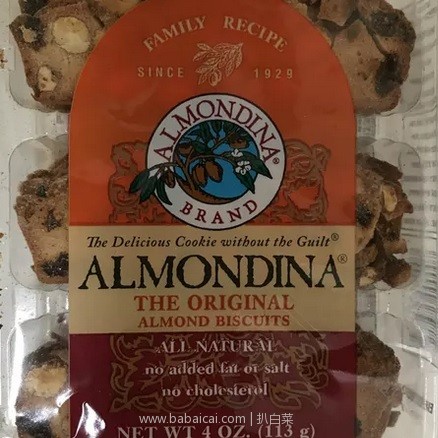 FAMILY RECIPE
SINCE 1929
ALMONDINA®
BRAND
The Delicious Cookie without the Guilt®
ALMONDINA®
THE ORIGINAL
ALMOND BISCUITS
ALL NATURAL
no added fat or salt
no cholesterol
www.babaicai.com | 扒白菜
NET WT 4 OZ. (113 g)